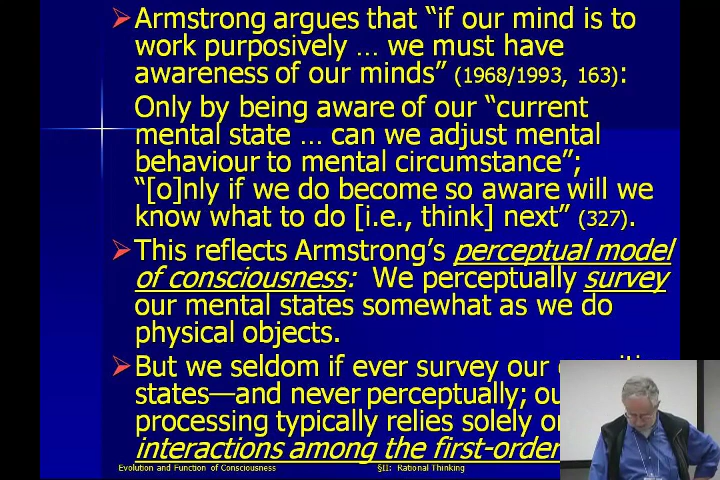 Armstrong argues that “if our mind is to
work purposively … we must have
awareness of our minds” (1968/1993, 163):
Only by being aware of our “current
mental state … can we adjust mental
behaviour to mental circumstance”;
“[o]nly if we do become so aware will we
know what to do [i.e., think] next” (327).
This reflects Armstrong’s perceptual model
of consciousness: We perceptually survey
our mental states somewhat as we do
physical objects.
But we seldom if ever survey our
states—and never perceptually;
processing typically relies solely
interactions among the first-order
Evolution and Function of Consciousness
§II: Rational Thinking